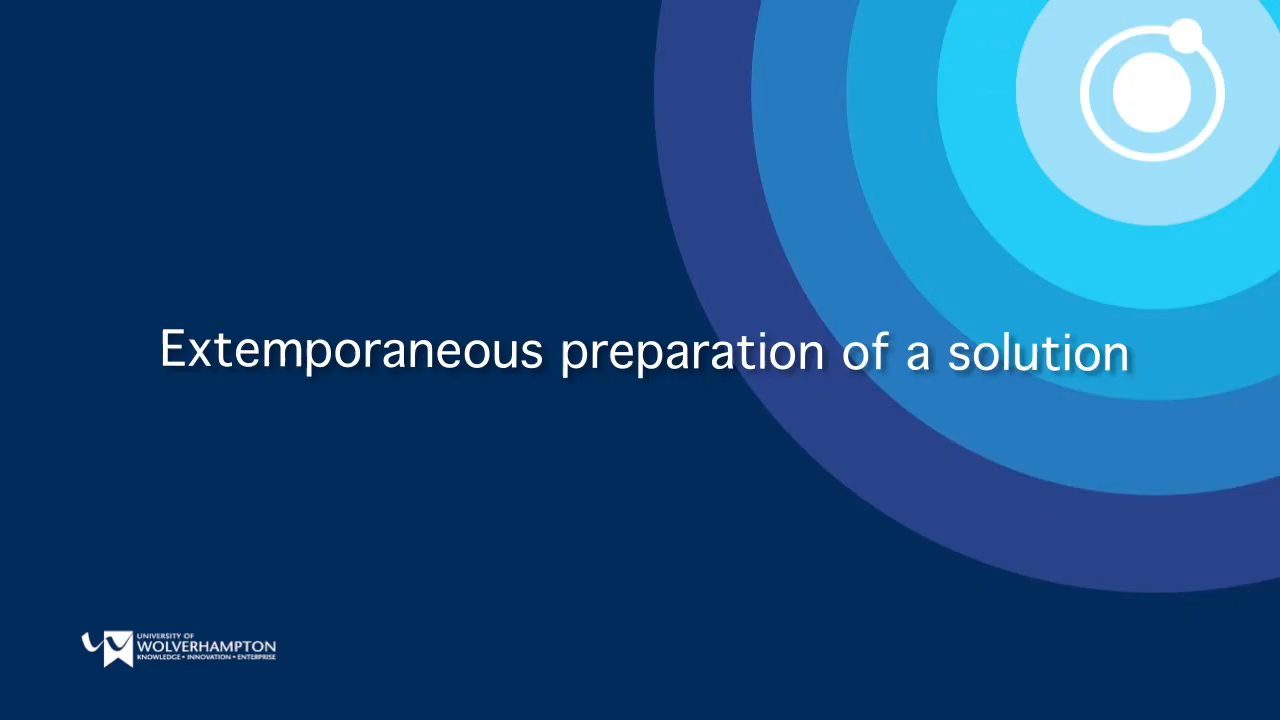 Extemporaneous preparation of a solution
UNIVERSITY OF
WOLVERHAMPTON
KNOWLEDGE • INNOVATION • ENTERPRISE